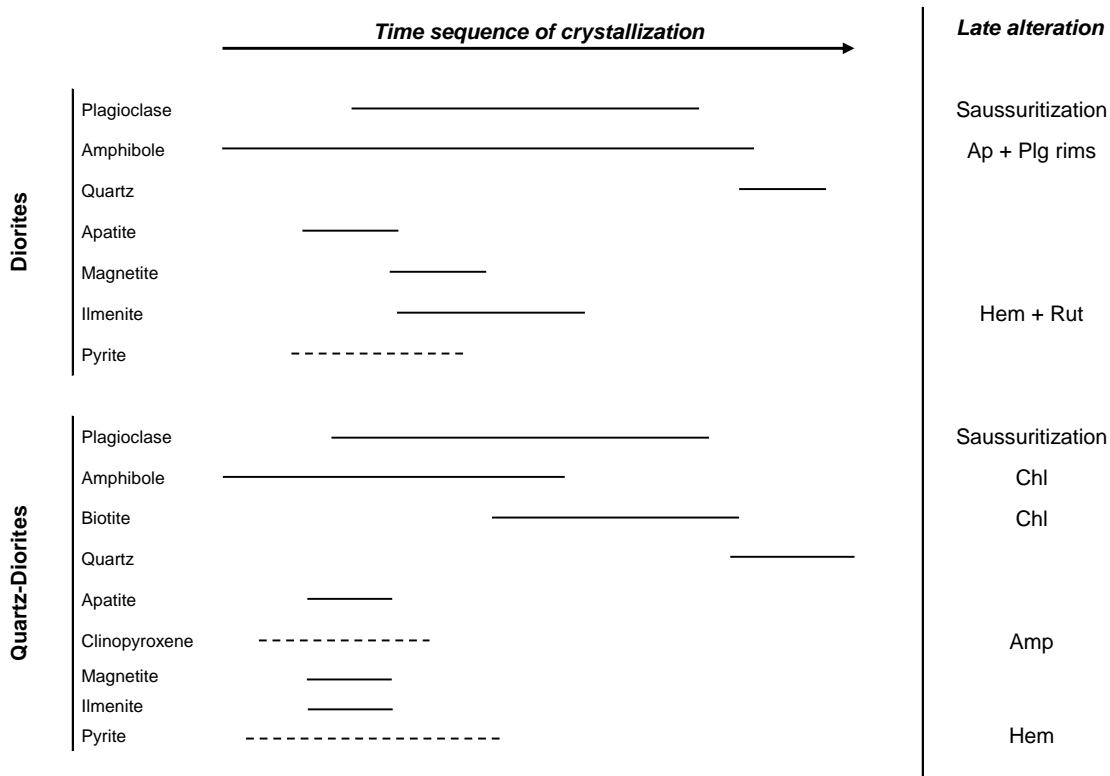 Time sequence of crystallization
Late alteration
Diorites
Plagioclase
Saussuritization
Amphibole
Ap + Plg rims
Quartz
Apatite
Magnetite
Ilmenite
Hem + Rut
Pyrite
Quartz-Diorites
Plagioclase
Saussuritization
Amphibole
Chl
Biotite
Chl
Quartz
Apatite
Clinopyroxene
Amp
Magnetite
Ilmenite
Pyrite
Hem